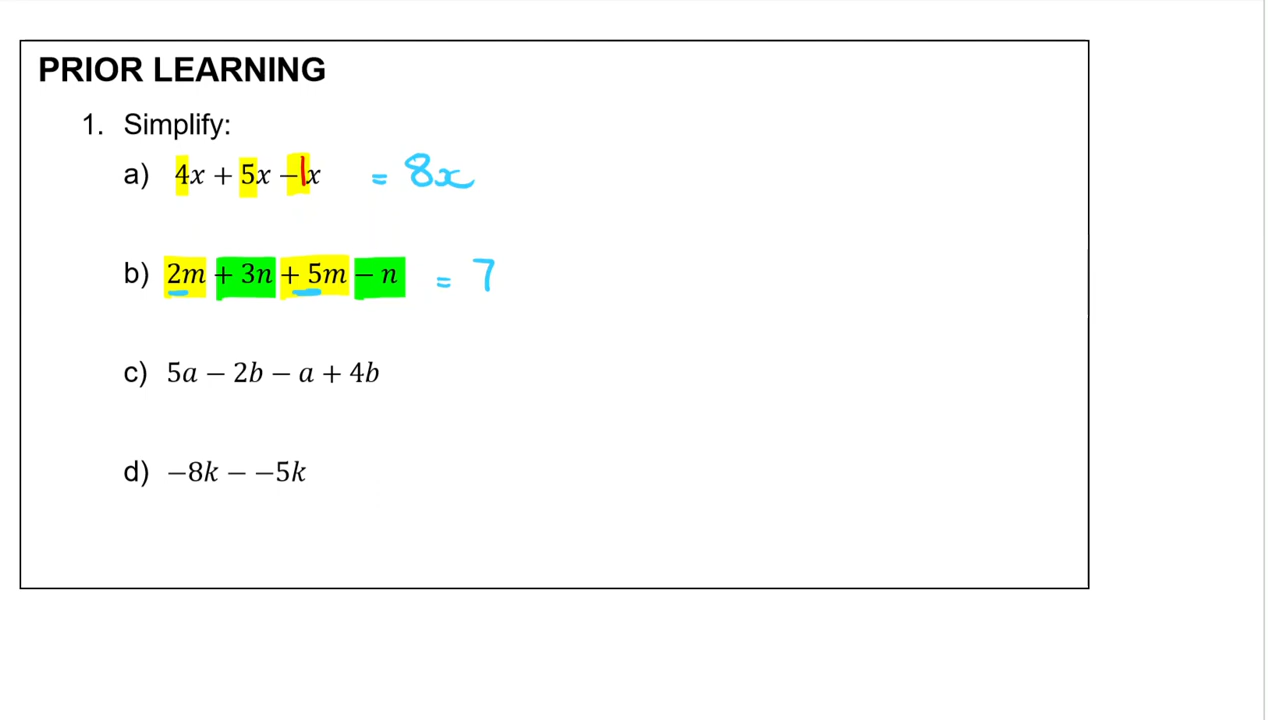 PRIOR LEARNING
1. Simplify:
a) 4x + 5x − 1x = 8x
b) 2m + 3n + 5m − n = 7
c) 5a − 2b − a + 4b
d) −8k − −5k